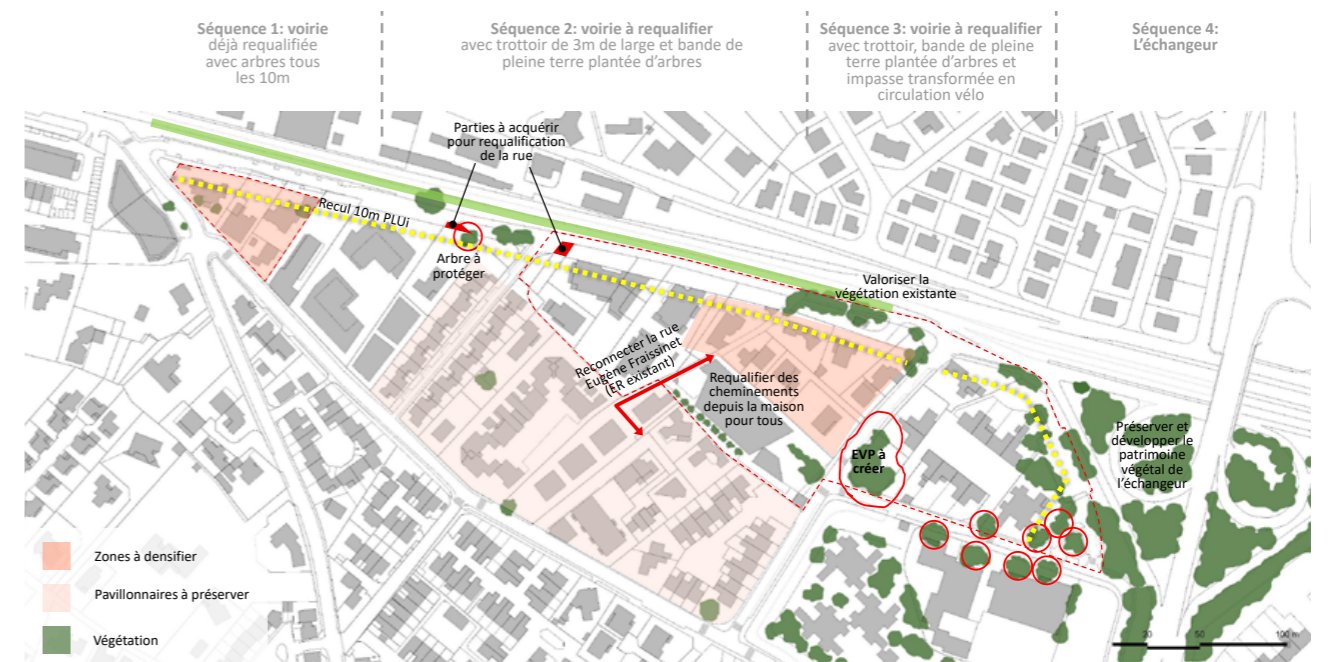 Séquence 1: voirie
déjà requalifiée
avec arbres tous
les 10m
Séquence 2: voirie à requalifier
avec trottoir de 3m de large et bande de
pleine terre plantée d'arbres
Séquence 3: voirie à requalifier
avec trottoir, bande de pleine
terre plantée d'arbres et
impasse transformée en
circulation vélo
Séquence 4:
L'échangeur
Parties à acquérir
pour requalification
de la rue
Recul 10m PLUi
Arbre à
protéger
Valoriser la
végétation existante
Reconnecter la rue
Eugène Fraissinet
(ER existant)
Requalifier des
cheminements
depuis la maison
pour tous
EVP à
créer
Préserver et
développer le
patrimoine
végétal de
l'échangeur
Zones à densifier
Pavillonnaires à préserver
Végétation
20 50 100 m